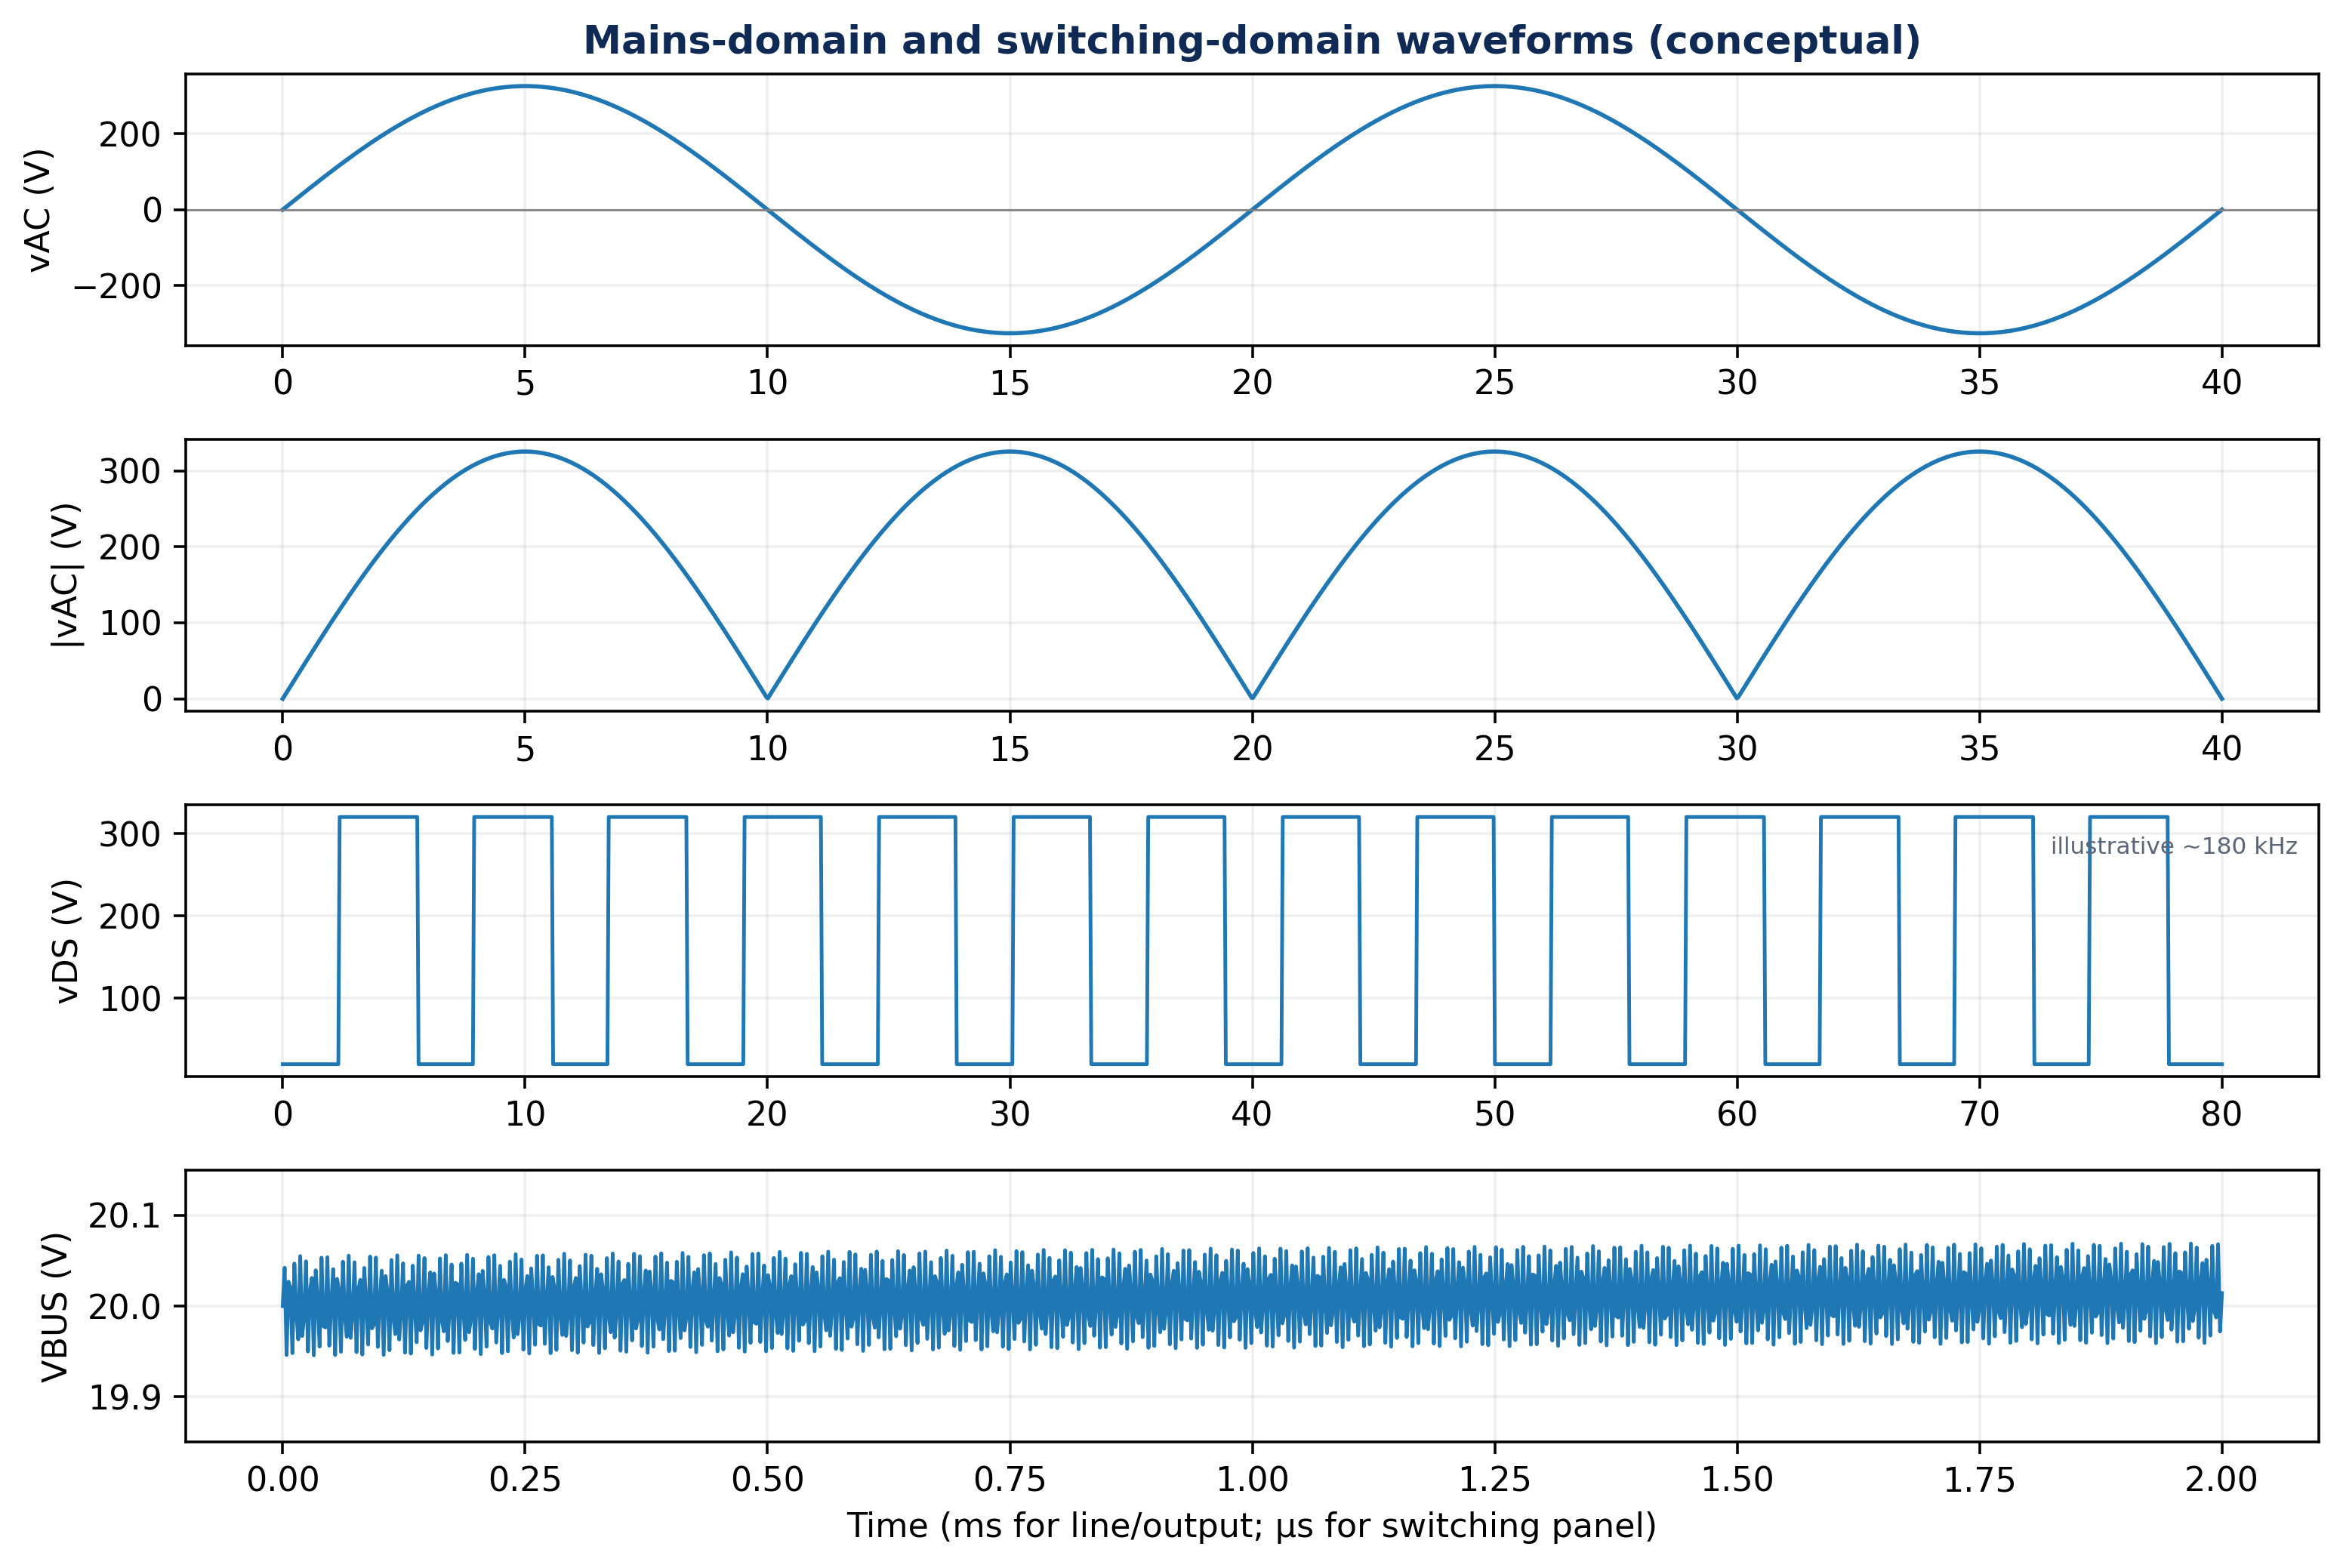 Mains-domain and switching-domain waveforms (conceptual)
vAC (V)
200
0
−200
0 5 10 15 20 25 30 35 40
|vAC| (V)
300
200
100
0
0 5 10 15 20 25 30 35 40
vDS (V)
300
200
100
illustrative ~180 kHz
0 10 20 30 40 50 60 70 80
VBUS (V)
20.1
20.0
19.9
0.00 0.25 0.50 0.75 1.00 1.25 1.50 1.75 2.00
Time (ms for line/output; µs for switching panel)